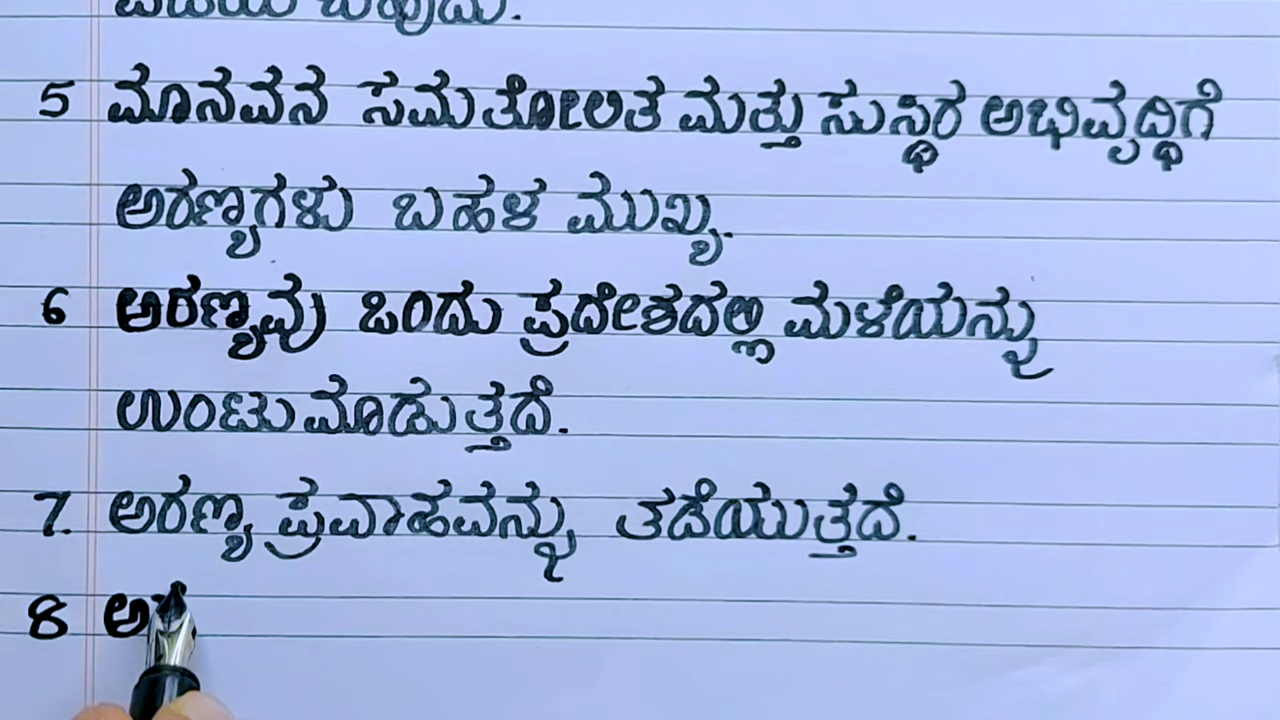 5 ಮಾನವನ ಸಮತೋಲಿತ ಮತ್ತು ಸುಸ್ಥಿರ ಅಭಿವೃದ್ಧಿಗೆ
ಅರಣ್ಯಗಳು ಬಹಳ ಮುಖ್ಯ.
6 ಅರಣ್ಯವು ಒಂದು ಪ್ರದೇಶದಲ್ಲಿ ಮಳೆಯನ್ನು
ಉಂಟುಮಾಡುತ್ತದೆ.
7. ಅರಣ್ಯ ಪ್ರವಾಹವನ್ನು ತಡೆಯುತ್ತದೆ.
8 ಅ